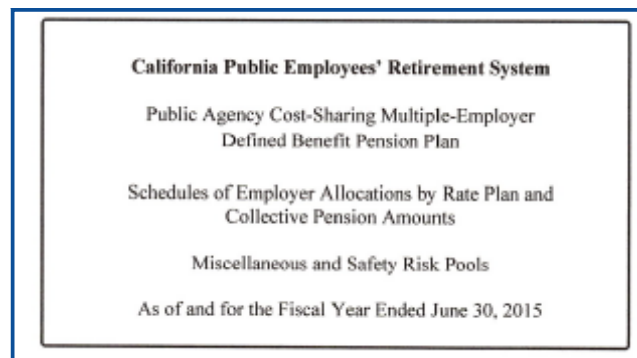 California Public Employees' Retirement System
Public Agency Cost-Sharing Multiple-Employer
Defined Benefit Pension Plan
Schedules of Employer Allocations by Rate Plan and
Collective Pension Amounts
Miscellaneous and Safety Risk Pools
As of and for the Fiscal Year Ended June 30, 2015